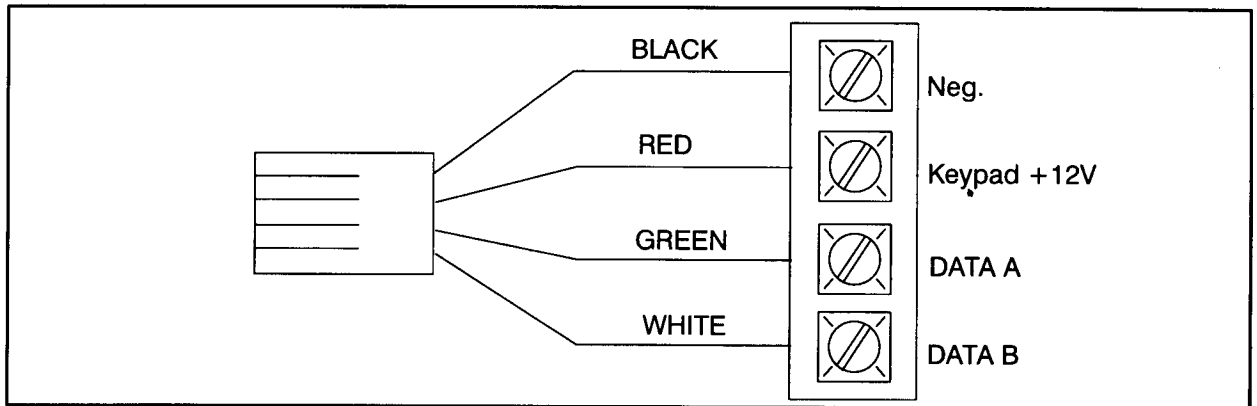 BLACK
Neg.
RED
Keypad +12V
GREEN
DATA A
WHITE
DATA B